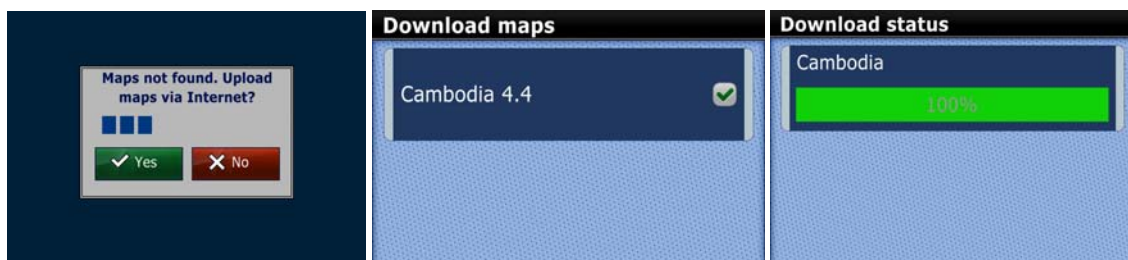 Maps not found. Upload
maps via Internet?
Yes
No
Download maps
Cambodia 4.4
Download status
Cambodia
100%